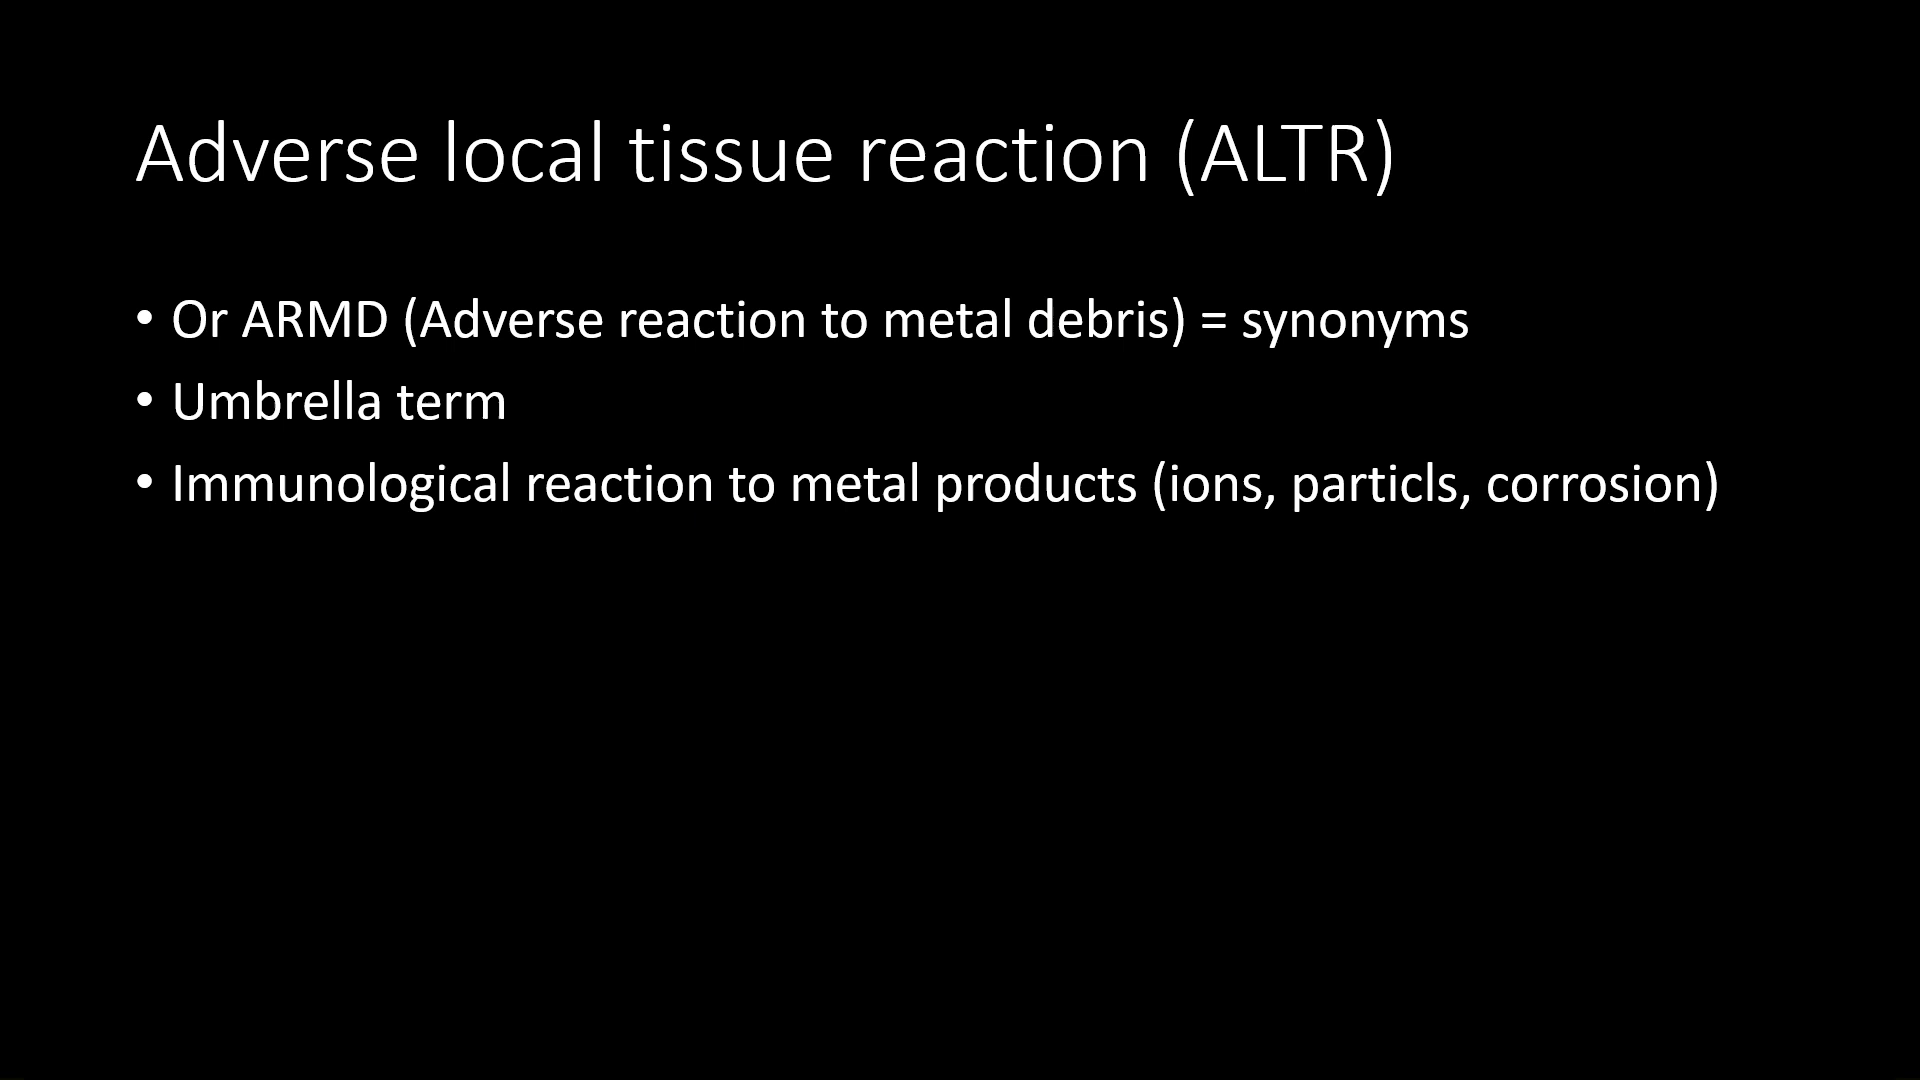 Adverse local tissue reaction (ALTR)
• Or ARMD (Adverse reaction to metal debris) = synonyms
• Umbrella term
• Immunological reaction to metal products (ions, particls, corrosion)